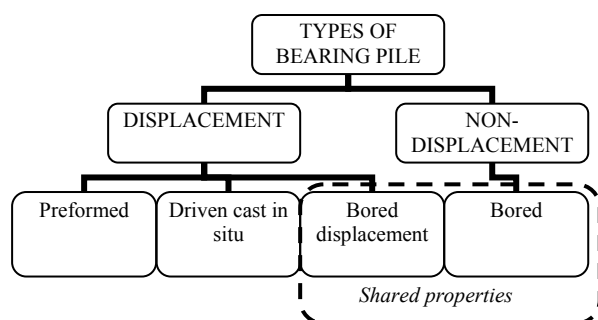 TYPES OF
BEARING PILE
DISPLACEMENT
NON-
DISPLACEMENT
Preformed
Driven cast in
situ
Bored
displacement
Bored
Shared properties